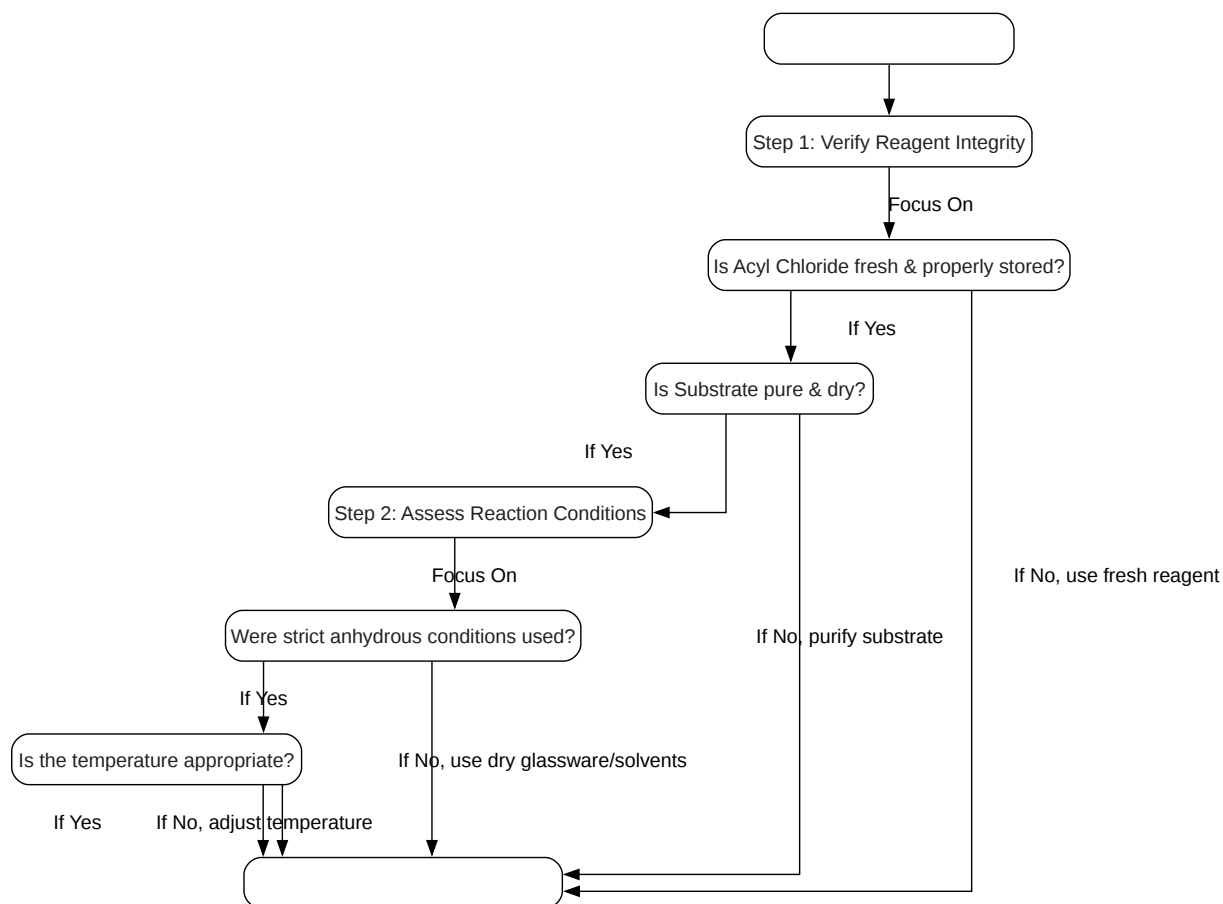 Step 1: Verify Reagent Integrity
Focus On
Is Acyl Chloride fresh & properly stored?
If Yes
Is Substrate pure & dry?
If Yes
Step 2: Assess Reaction Conditions
Focus On
If No, use fresh reagent
Were strict anhydrous conditions used?
If No, purify substrate
If Yes
Is the temperature appropriate?
If No, use dry glassware/solvents
If Yes
If No, adjust temperature